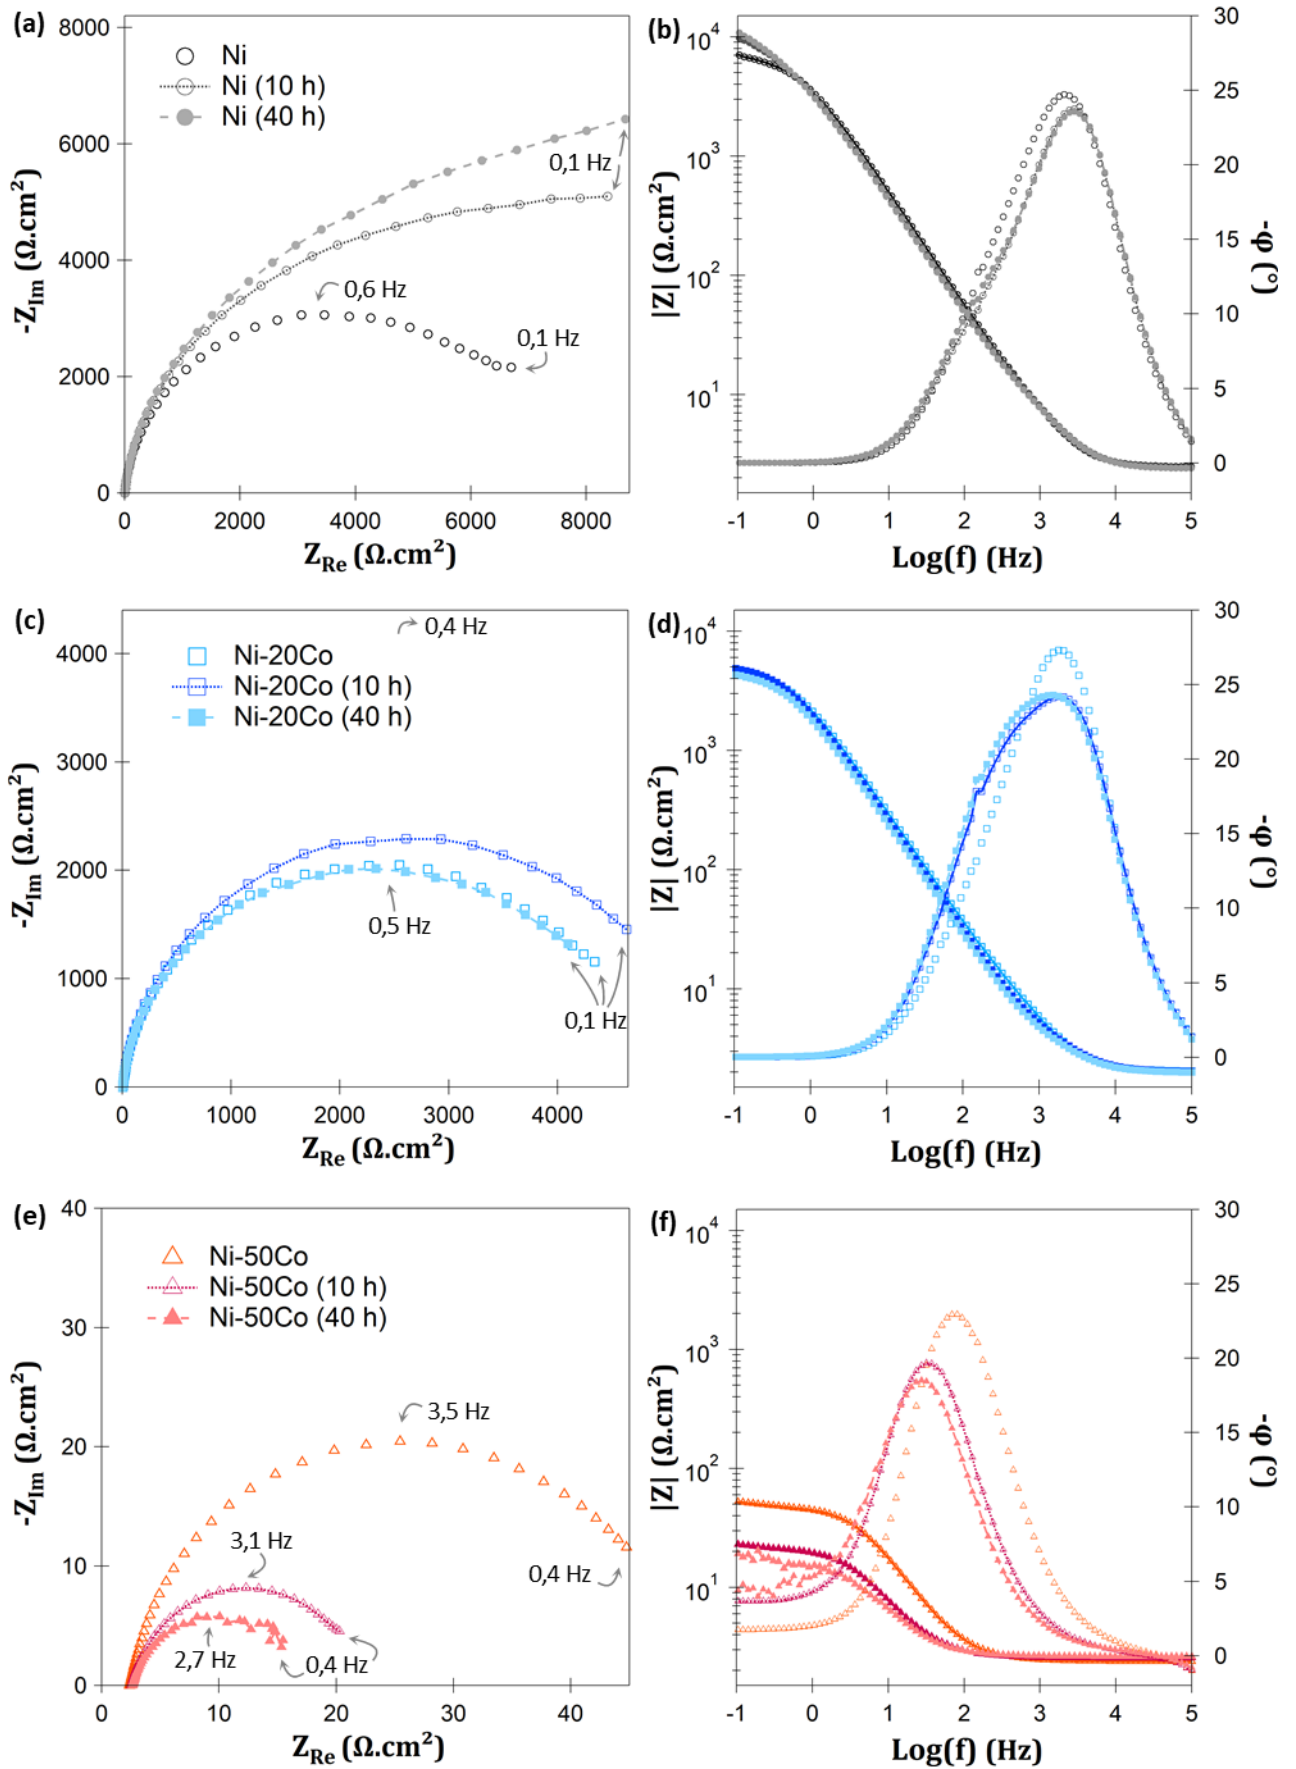 (a)
8000
6000
4000
2000
0
-Z_Im (Ω.cm²)
Ni
Ni (10 h)
Ni (40 h)
0,1 Hz
0,6 Hz
0,1 Hz
0 2000 4000 6000 8000
Z_Re (Ω.cm²)
(b)
10⁴
10³
10²
10¹
|Z| (Ω.cm²)
30
25
20
15
10
5
0
-φ (°)
-1 0 1 2 3 4 5
Log(f) (Hz)
(c)
4000
3000
2000
1000
0
-Z_Im (Ω.cm²)
0,4 Hz
Ni-20Co
Ni-20Co (10 h)
Ni-20Co (40 h)
0,5 Hz
0,1 Hz
0 1000 2000 3000 4000
Z_Re (Ω.cm²)
(d)
10⁴
10³
10²
10¹
|Z| (Ω.cm²)
30
25
20
15
10
5
0
-φ (°)
-1 0 1 2 3 4 5
Log(f) (Hz)
(e)
40
30
20
10
0
-Z_Im (Ω.cm²)
Ni-50Co
Ni-50Co (10 h)
Ni-50Co (40 h)
3,5 Hz
3,1 Hz
0,4 Hz
2,7 Hz
0,4 Hz
0 10 20 30 40
Z_Re (Ω.cm²)
(f)
10⁴
10³
10²
10¹
|Z| (Ω.cm²)
30
25
20
15
10
5
0
-φ (°)
-1 0 1 2 3 4 5
Log(f) (Hz)